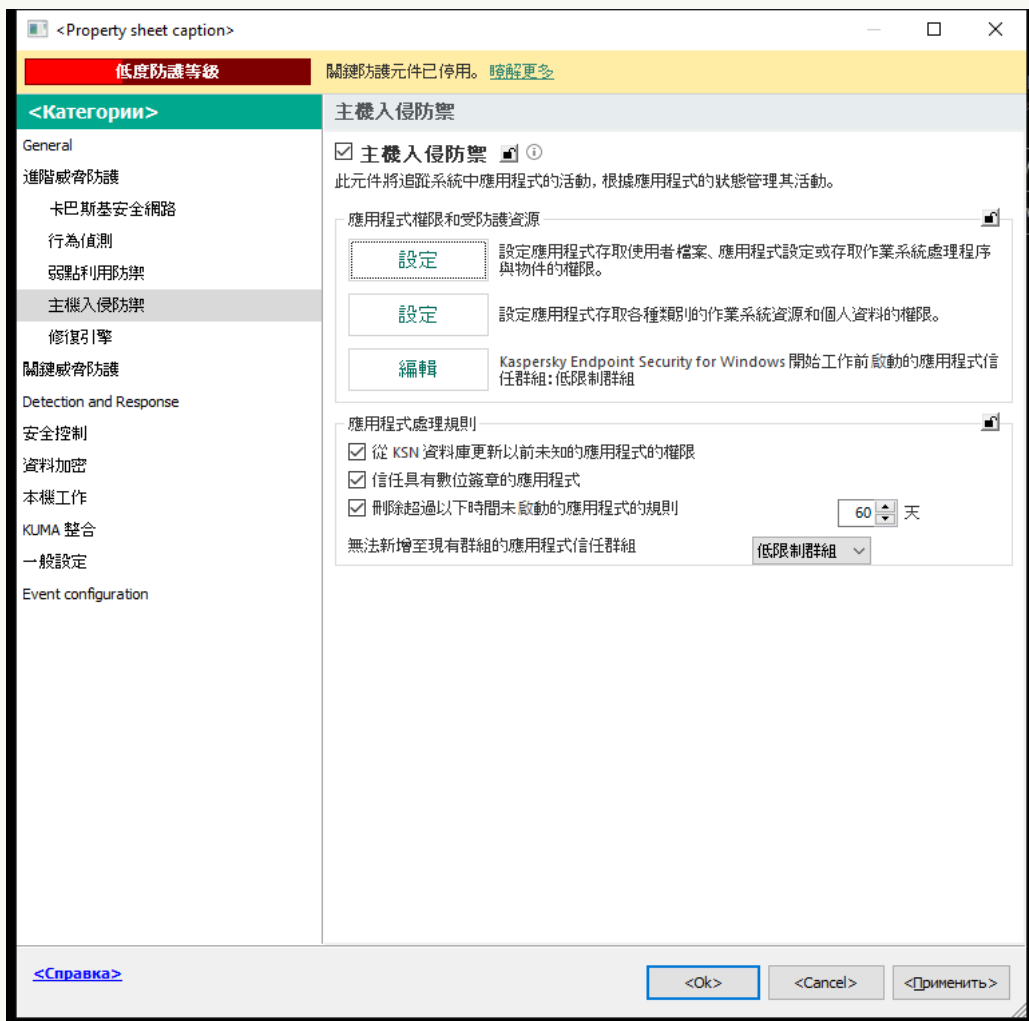 <Property sheet caption>
低度防護等級
關鍵防護元件已停用。 瞭解更多
<Категории>
主機入侵防禦
General
進階威脅防護
卡巴斯基安全網路
行為偵測
弱點利用防禦
主機入侵防禦
修復引擎
關鍵威脅防護
Detection and Response
安全控制
資料加密
本機工作
KUMA 整合
一般設定
Event configuration
主機入侵防禦
此元件將追蹤系統中應用程式的活動, 根據應用程式的狀態管理其活動。
應用程式權限和受防護資源
設定
設定應用程式存取使用者檔案、應用程式設定或存取作業系統處理程序
與物件的權限。
設定
設定應用程式存取各種類別的作業系統資源和個人資料的權限。
編輯
Kaspersky Endpoint Security for Windows 開始工作前啟動的應用程式信
任群組: 低限制群組
應用程式處理規則
從 KSN 資料庫更新以前未知的應用程式的權限
信任具有數位簽章的應用程式
刪除超過以下時間未啟動的應用程式的規則
60 天
無法新增至現有群組的應用程式信任群組
低限制群組
<Справка>
<Ok>
<Cancel>
<Применить>